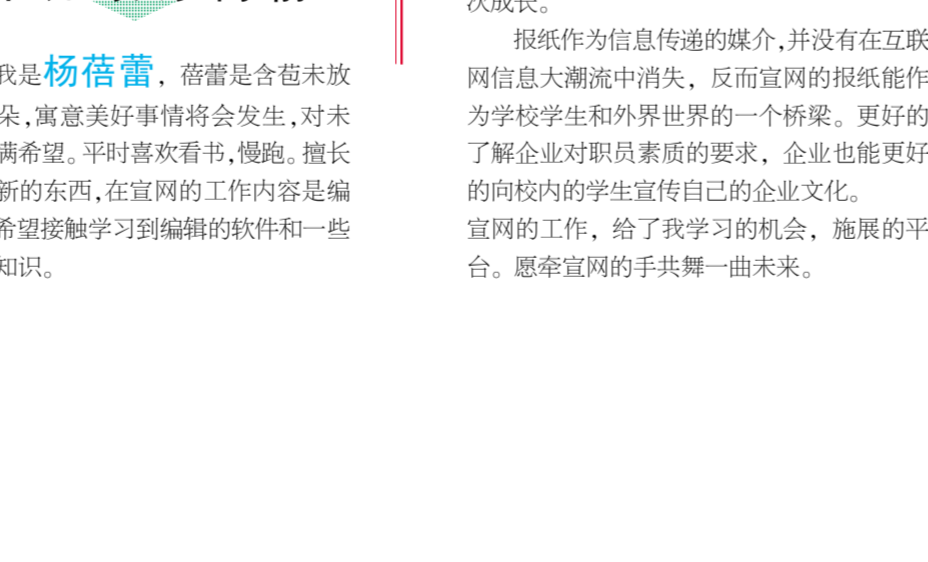 我是杨蓓蕾，蓓蕾是含苞未放
朵,寓意美好事情将会发生,对未
满希望。平时喜欢看书,慢跑。擅长
新的东西,在宣网的工作内容是编
希望接触学习到编辑的软件和一些
知识。
次成长。
报纸作为信息传递的媒介,并没有在互联
网信息大潮流中消失，反而宣网的报纸能作
为学校学生和外界世界的一个桥梁。更好的
了解企业对职员素质的要求，企业也能更好
的向校内的学生宣传自己的企业文化。
宣网的工作，给了我学习的机会，施展的平
台。愿牵宣网的手共舞一曲未来。